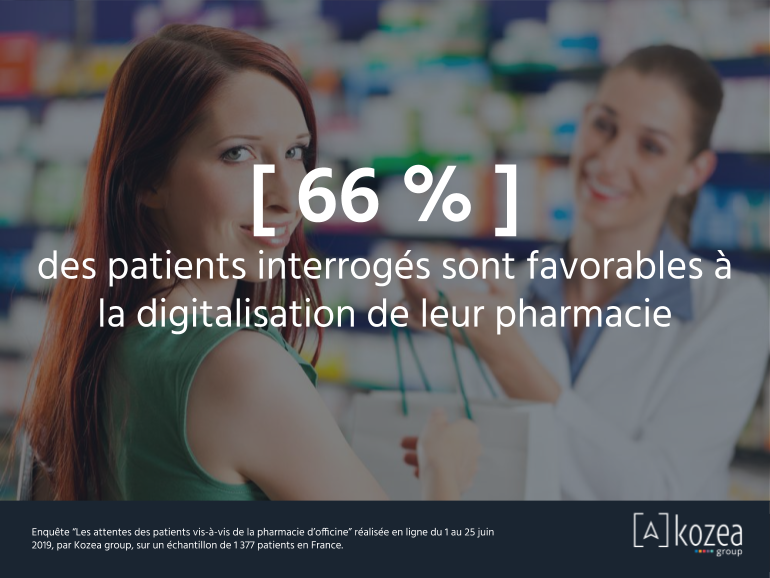 [ 66 % ]
des patients interrogés sont favorables à
la digitalisation de leur pharmacie
Enquête "Les attentes des patients vis-à-vis de la pharmacie d'officine" réalisée en ligne du 1 au 25 juin
2019, par Kozea group, sur un échantillon de 1 377 patients en France.
[A] kozea
group